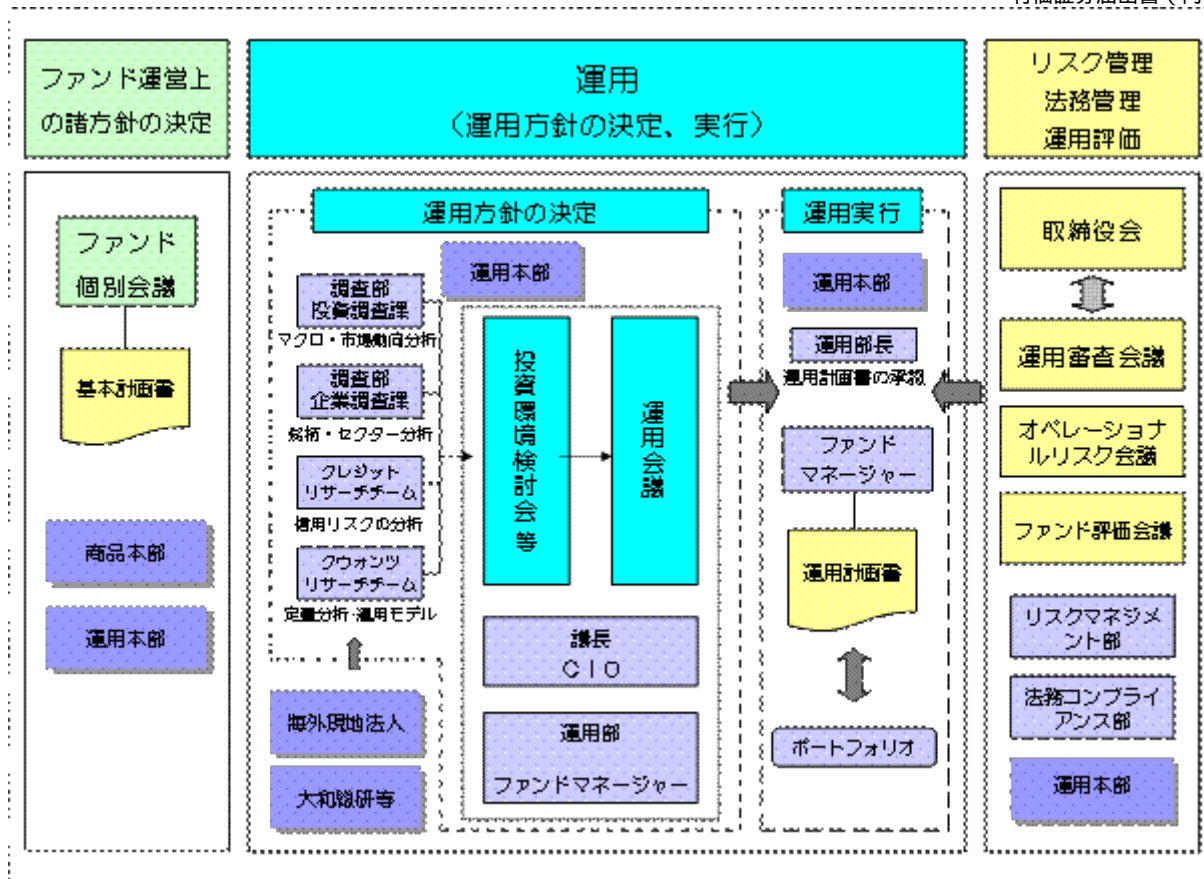 ファンド運営上
の諸方針の決定
運用
（運用方針の決定、実行）
リスク管理
法務管理
運用評価
ファンド
個別会議
基本計画書
商品本部
運用本部
運用方針の決定
運用本部
調査部
投資調査課
マクロ・市場動向分析
調査部
企業調査課
銘柄・セクター分析
クレジット
リサーチチーム
信用リスクの分析
クウォンツ
リサーチチーム
定量分析・運用モデル
海外現地法人
大和総研等
投資環境検討会等
運用会議
議長
ＣＩＯ
運用部
ファンドマネージャー
運用実行
運用本部
運用部長
運用計画書の承認
ファンド
マネージャー
運用計画書
ポートフォリオ
取締役会
運用審査会議
オペレーショナ
ルリスク会議
ファンド評価会議
リスクマネジメ
ント部
法務コンプライ
アンス部
運用本部